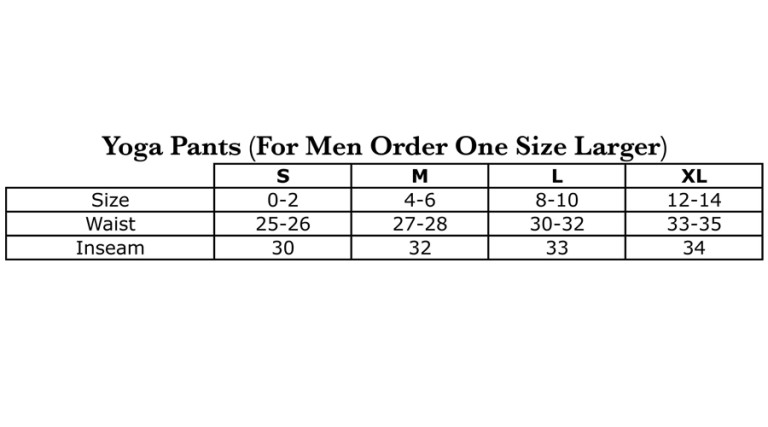 Yoga Pants (For Men Order One Size Larger)
S M L XL
Size 0-2 4-6 8-10 12-14
Waist 25-26 27-28 30-32 33-35
Inseam 30 32 33 34